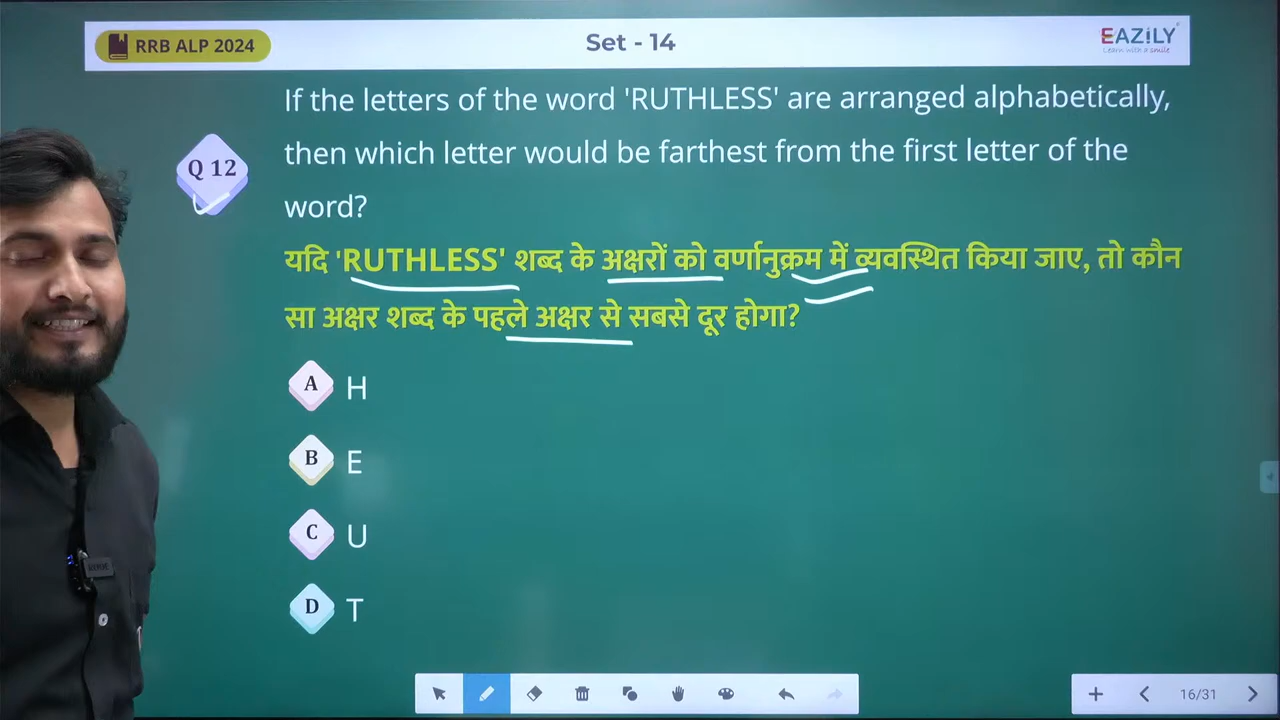 RRB ALP 2024
Set - 14
EAZILY
Learn with a smile
Q 12
If the letters of the word 'RUTHLESS' are arranged alphabetically,
then which letter would be farthest from the first letter of the
word?
यदि 'RUTHLESS' शब्द के अक्षरों को वर्णानुक्रम में व्यवस्थित किया जाए, तो कौन
सा अक्षर शब्द के पहले अक्षर से सबसे दूर होगा?
A H
B E
C U
D T
16/31